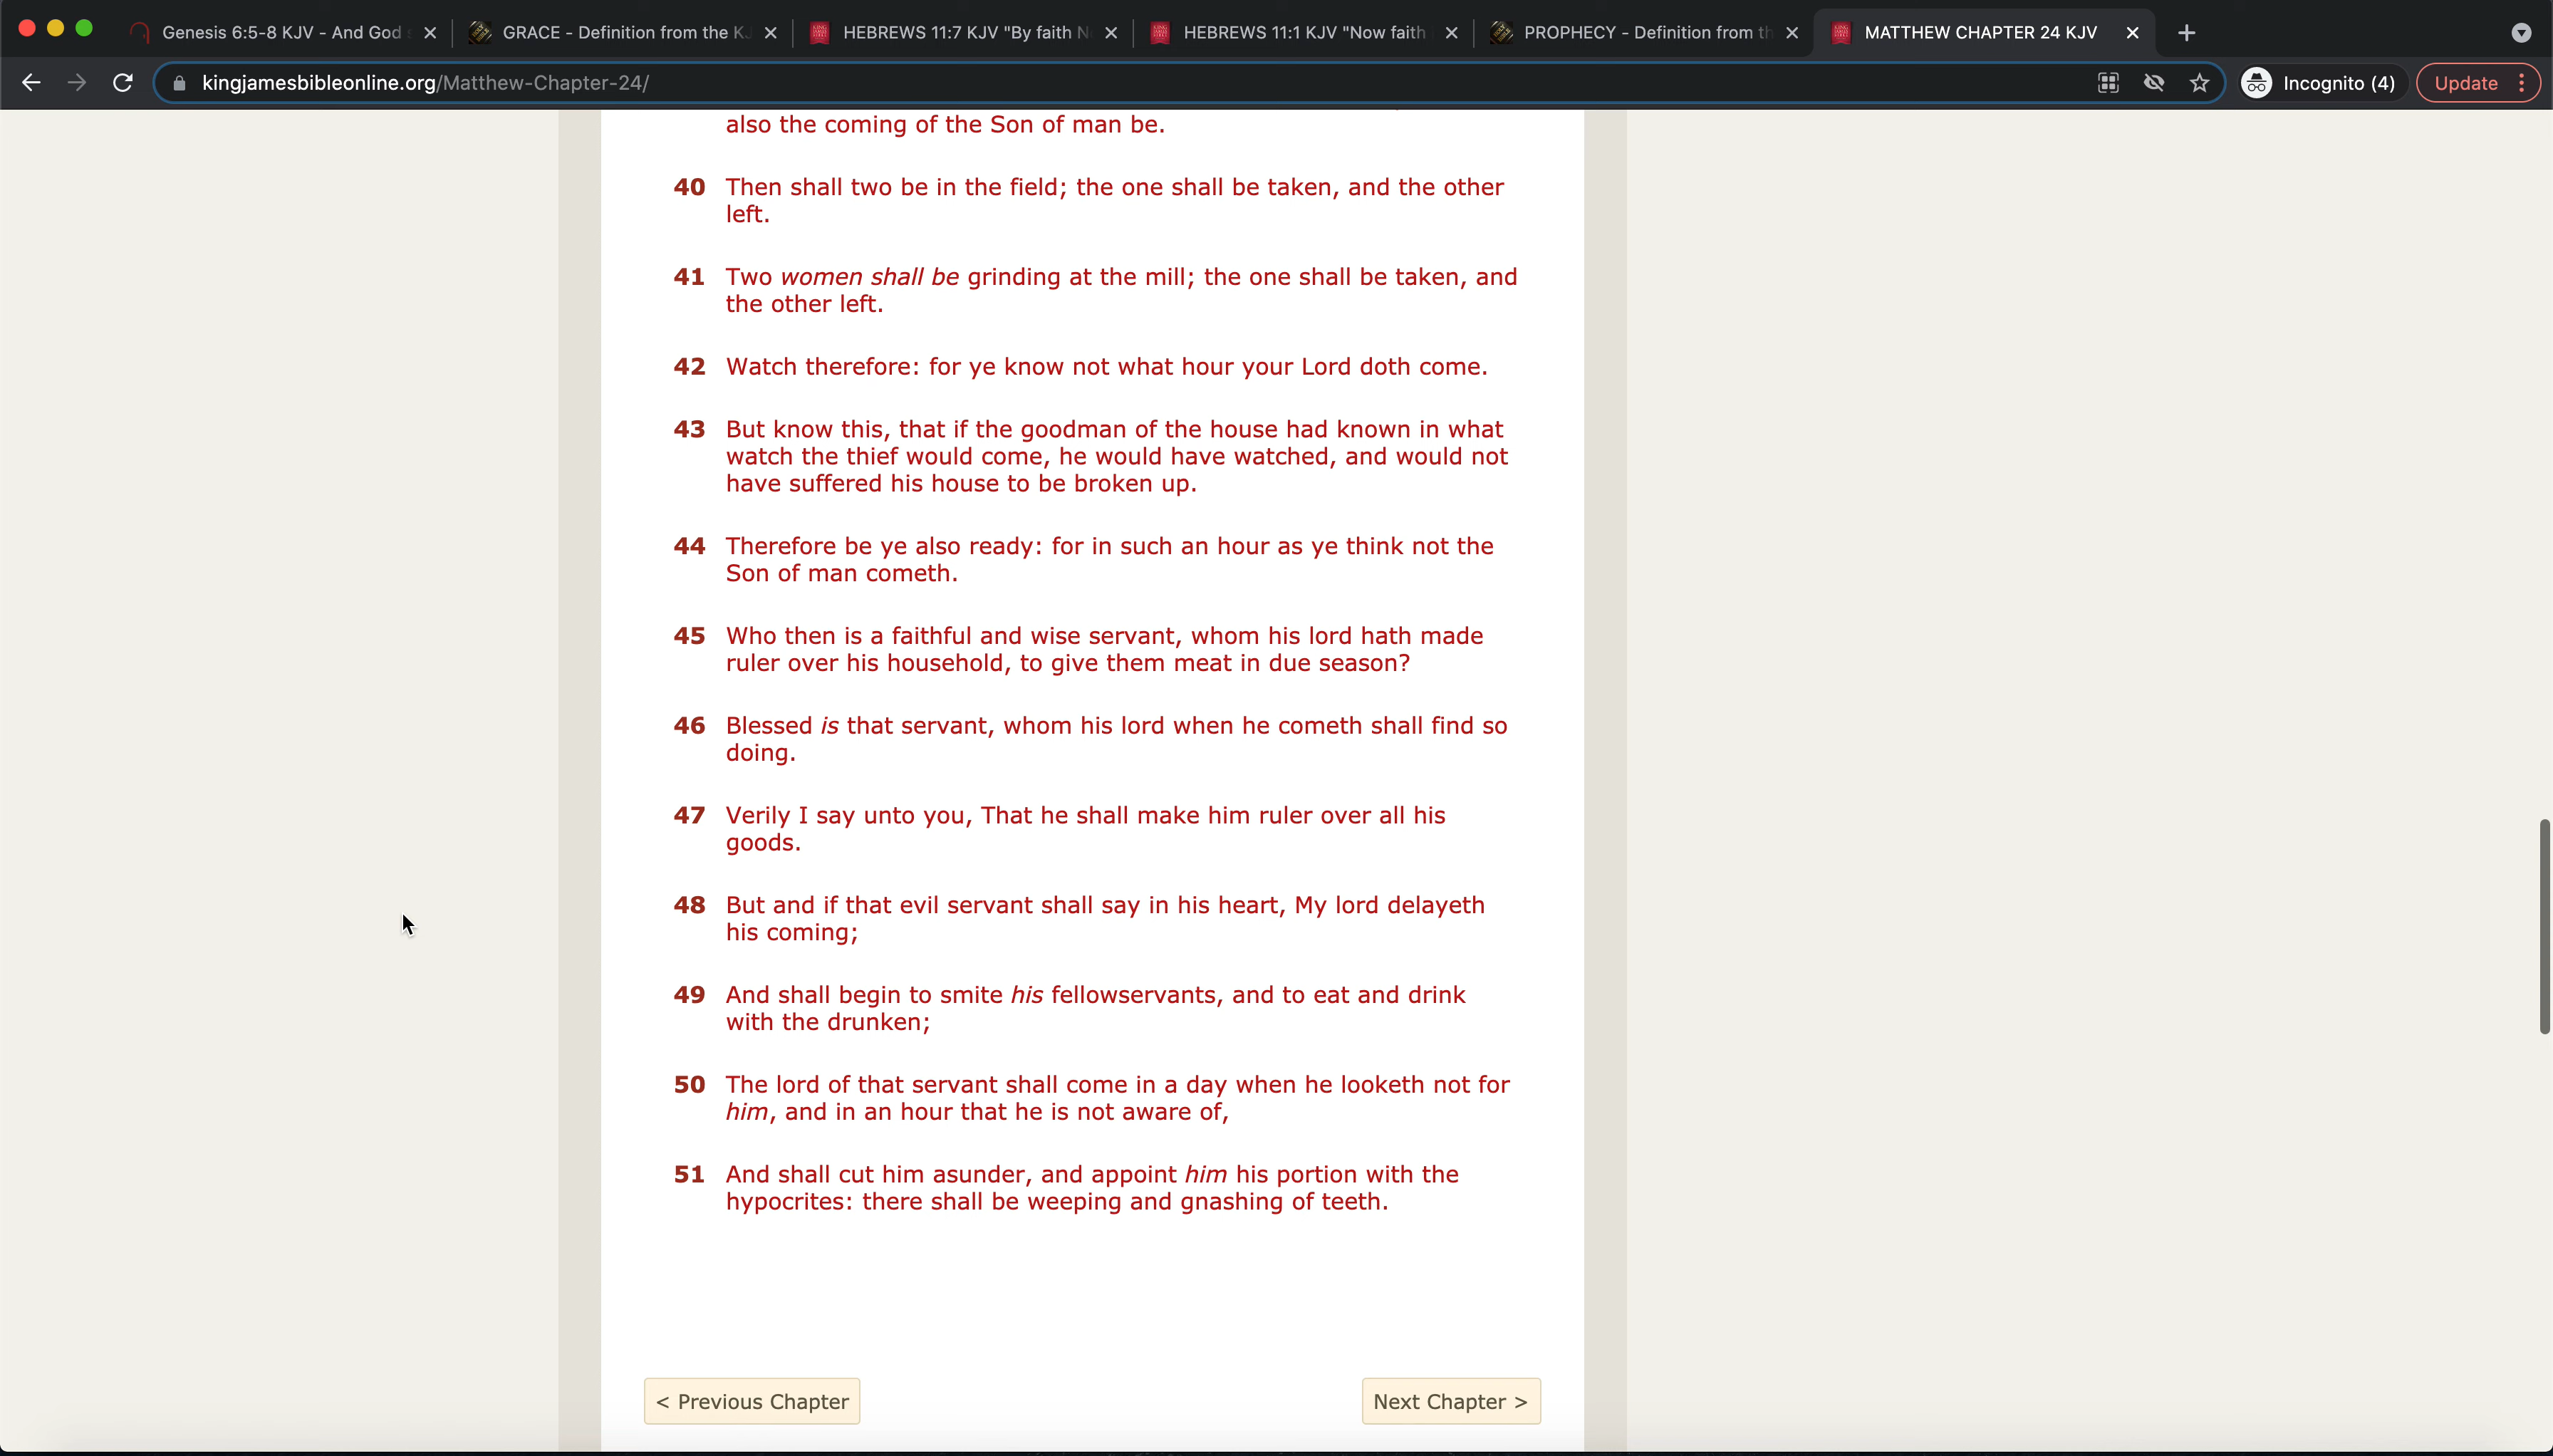 Genesis 6:5-8 KJV - And God
GRACE - Definition from the KJ
HEBREWS 11:7 KJV "By faith N
HEBREWS 11:1 KJV "Now faith
PROPHECY - Definition from th
MATTHEW CHAPTER 24 KJV
kingjamesbibleonline.org/Matthew-Chapter-24/
Incognito (4)
Update
also the coming of the Son of man be.
40 Then shall two be in the field; the one shall be taken, and the other
left.
41 Two women shall be grinding at the mill; the one shall be taken, and
the other left.
42 Watch therefore: for ye know not what hour your Lord doth come.
43 But know this, that if the goodman of the house had known in what
watch the thief would come, he would have watched, and would not
have suffered his house to be broken up.
44 Therefore be ye also ready: for in such an hour as ye think not the
Son of man cometh.
45 Who then is a faithful and wise servant, whom his lord hath made
ruler over his household, to give them meat in due season?
46 Blessed is that servant, whom his lord when he cometh shall find so
doing.
47 Verily I say unto you, That he shall make him ruler over all his
goods.
48 But and if that evil servant shall say in his heart, My lord delayeth
his coming;
49 And shall begin to smite his fellowservants, and to eat and drink
with the drunken;
50 The lord of that servant shall come in a day when he looketh not for
him, and in an hour that he is not aware of,
51 And shall cut him asunder, and appoint him his portion with the
hypocrites: there shall be weeping and gnashing of teeth.
< Previous Chapter
Next Chapter >